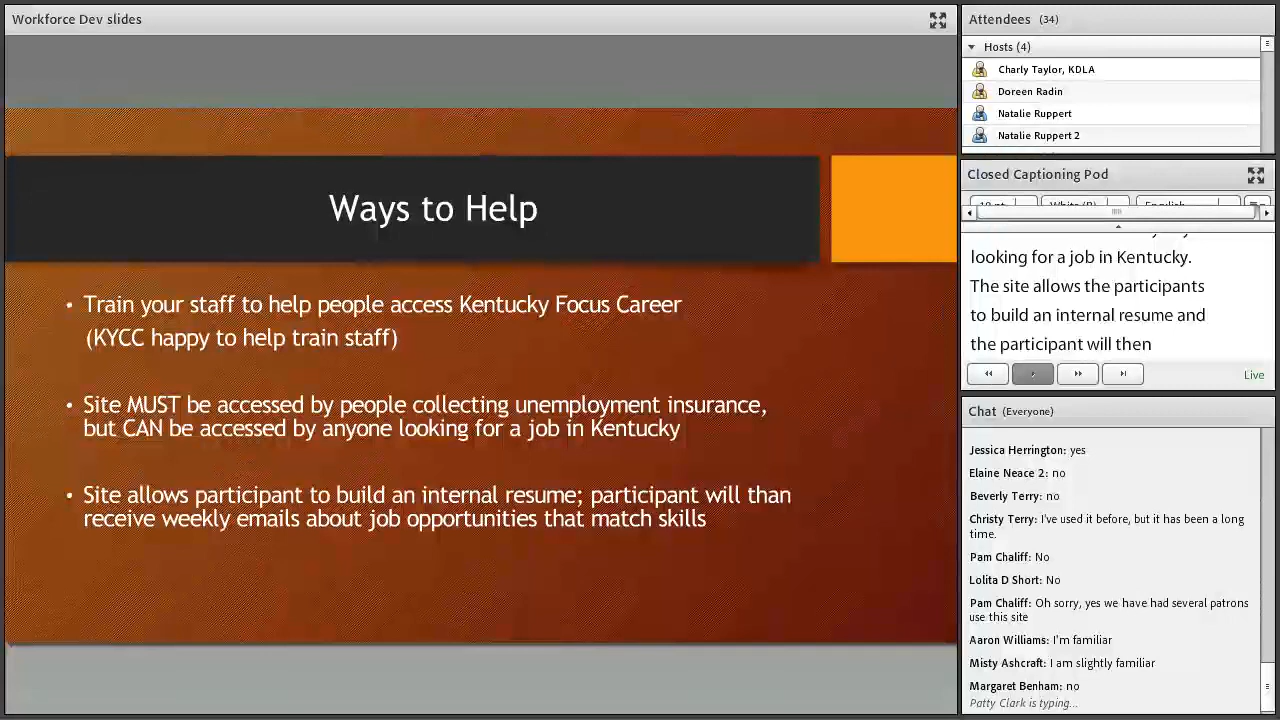 Workforce Dev slides
Ways to Help
• Train your staff to help people access Kentucky Focus Career
(KYCC happy to help train staff)
• Site MUST be accessed by people collecting unemployment insurance,
but CAN be accessed by anyone looking for a job in Kentucky
• Site allows participant to build an internal resume; participant will than
receive weekly emails about job opportunities that match skills
Attendees (34)
Hosts (4)
Charly Taylor, KDLA
Doreen Radin
Natalie Ruppert
Natalie Ruppert 2
Closed Captioning Pod
looking for a job in Kentucky.
The site allows the participants
to build an internal resume and
the participant will then
Live
Chat (Everyone)
Jessica Herrington: yes
Elaine Neace 2: no
Beverly Terry: no
Christy Terry: I've used it before, but it has been a long
time.
Pam Chaliff: No
Lolita D Short: No
Pam Chaliff: Oh sorry, yes we have had several patrons
use this site
Aaron Williams: I'm familiar
Misty Ashcraft: I am slightly familiar
Margaret Benham: no
Patty Clark is typing...